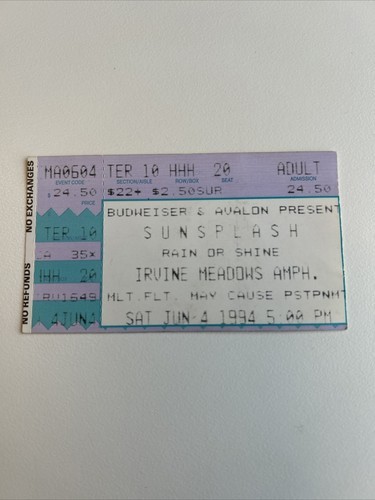 MA0604 TER 10 HHH 20 ADULT
EVENT CODE SECTION/AISLE ROW/BOX SEAT
24.50 $22+ $2.50SUR 24.50
PRICE
BUDWEISER & AVALON PRESENT
SUNSPLASH
RAIN OR SHINE
IRVINE MEADOWS AMPH.
MLT.FLT. MAY CAUSE PSTPNMT
SAT JUN 4 1994 5:00 PM
TER 10
35x
HHH 20
4JUN
NO REFUNDS NO EXCHANGES